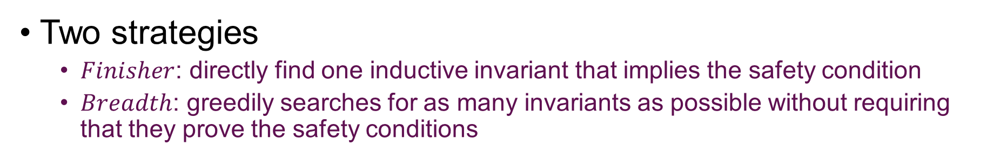 • Two strategies
• Finisher: directly find one inductive invariant that implies the safety condition
• Breadth: greedily searches for as many invariants as possible without requiring
that they prove the safety conditions